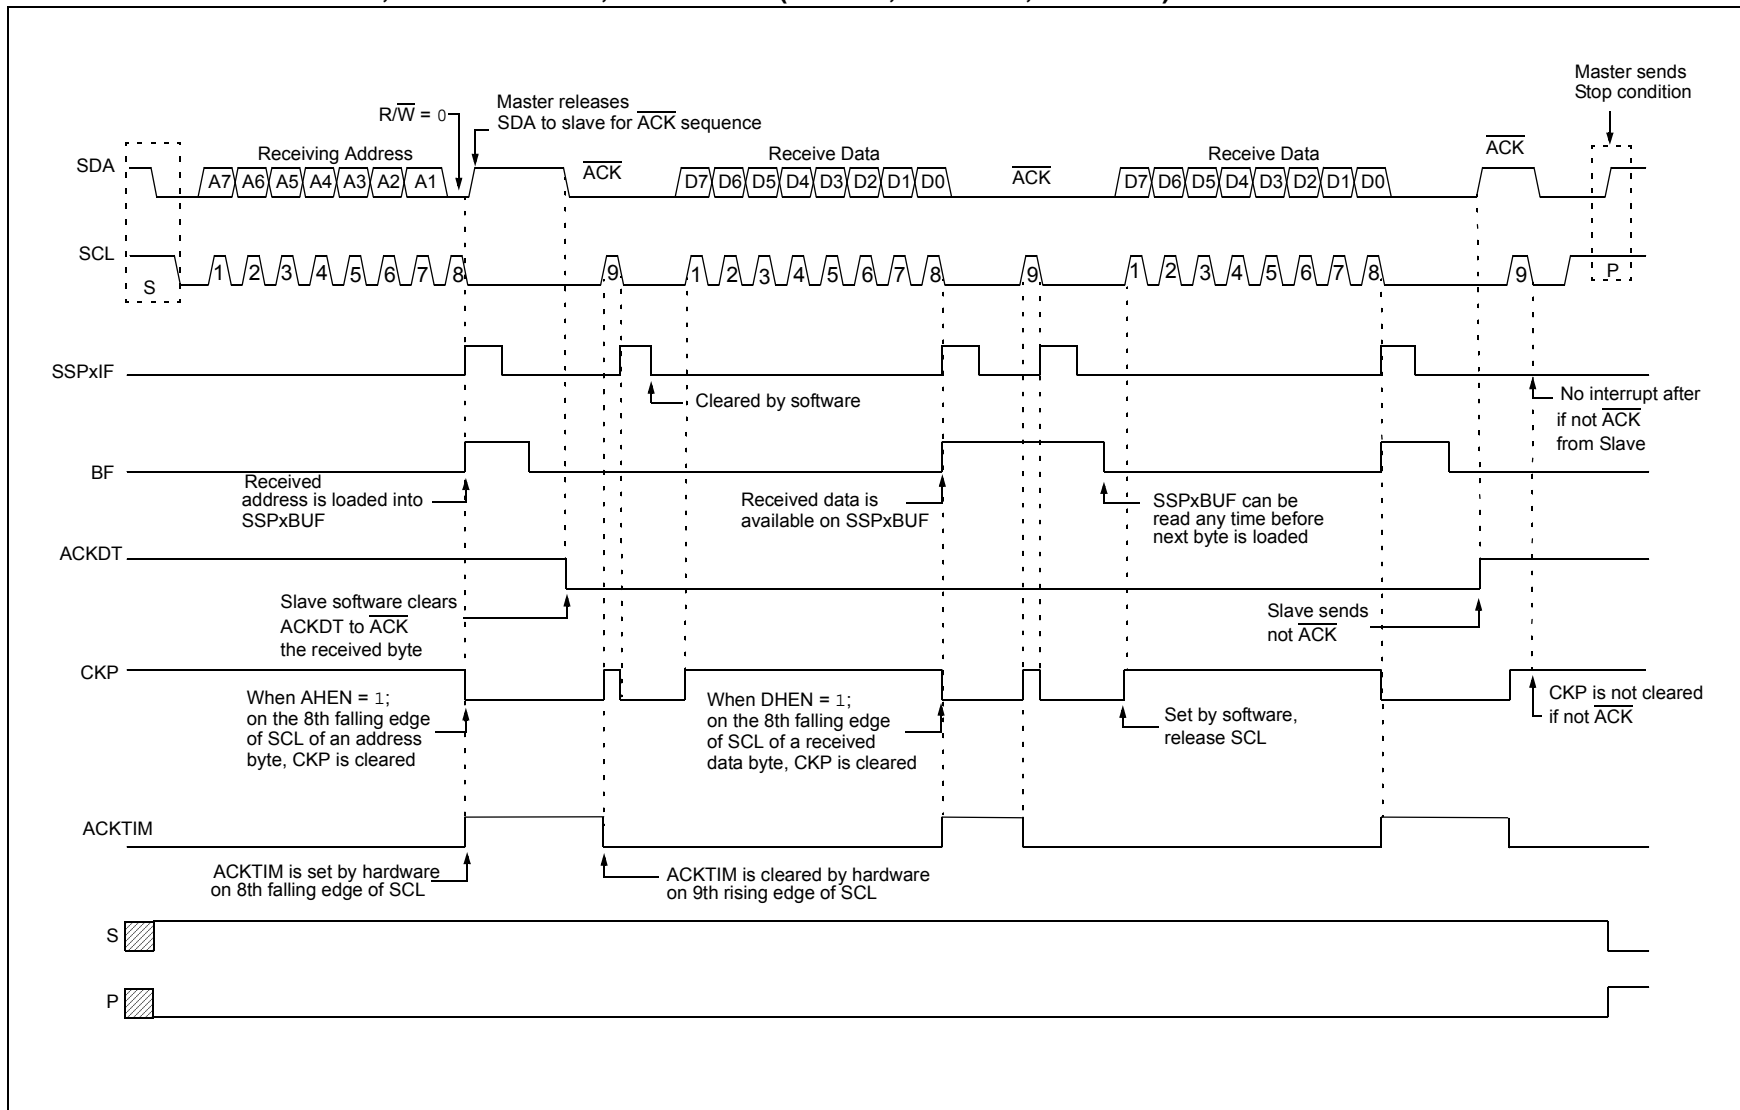 Master sends
Stop condition
R/W = 0
Master releases
SDA to slave for ACK sequence
SDA
Receiving Address
ACK
Receive Data
ACK
Receive Data
ACK
A7 A6 A5 A4 A3 A2 A1
D7 D6 D5 D4 D3 D2 D1 D0
D7 D6 D5 D4 D3 D2 D1 D0
SCL
S
1 2 3 4 5 6 7 8
9
1 2 3 4 5 6 7 8
9
1 2 3 4 5 6 7 8
9
P
SSPxIF
Cleared by software
No interrupt after
if not ACK
from Slave
BF
Received
address is loaded into
SSPxBUF
Received data is
available on SSPxBUF
SSPxBUF can be
read any time before
next byte is loaded
ACKDT
Slave software clears
ACKDT to ACK
the received byte
Slave sends
not ACK
CKP
When AHEN = 1;
on the 8th falling edge
of SCL of an address
byte, CKP is cleared
When DHEN = 1;
on the 8th falling edge
of SCL of a received
data byte, CKP is cleared
Set by software,
release SCL
CKP is not cleared
if not ACK
ACKTIM
ACKTIM is set by hardware
on 8th falling edge of SCL
ACKTIM is cleared by hardware
on 9th rising edge of SCL
S
P